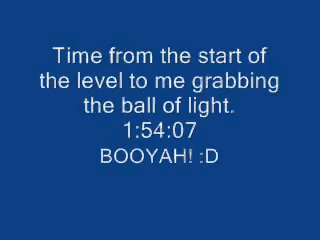 Time from the start of
the level to me grabbing
the ball of light.
1:54:07
BOOYAH! :D